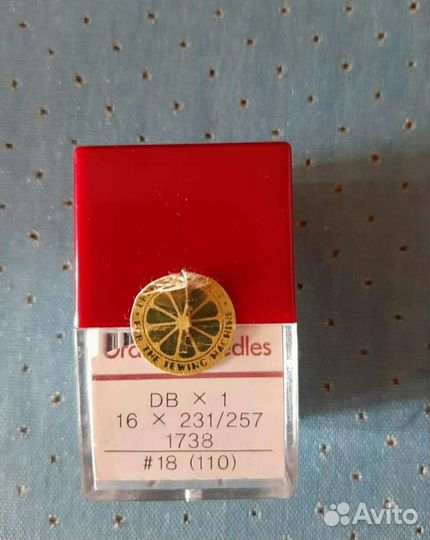 FOR THE SEWING MACHINE
DB × 1
16 × 231/257
1738
#18 (110)
Avito